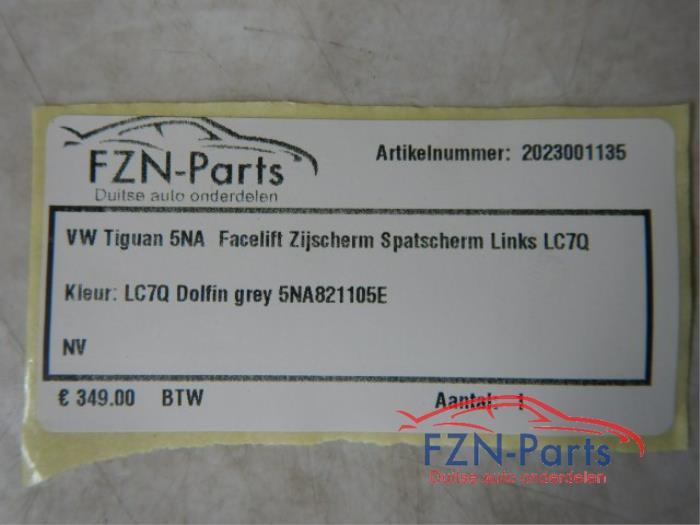 FZN-Parts
Duitse auto onderdelen
Artikelnummer: 2023001135
VW Tiguan 5NA Facelift Zijscherm Spatscherm Links LC7Q
Kleur: LC7Q Dolfin grey 5NA821105E
NV
€ 349.00 BTW
Aantal: 1
FZN-Parts
Duitse auto onderdelen